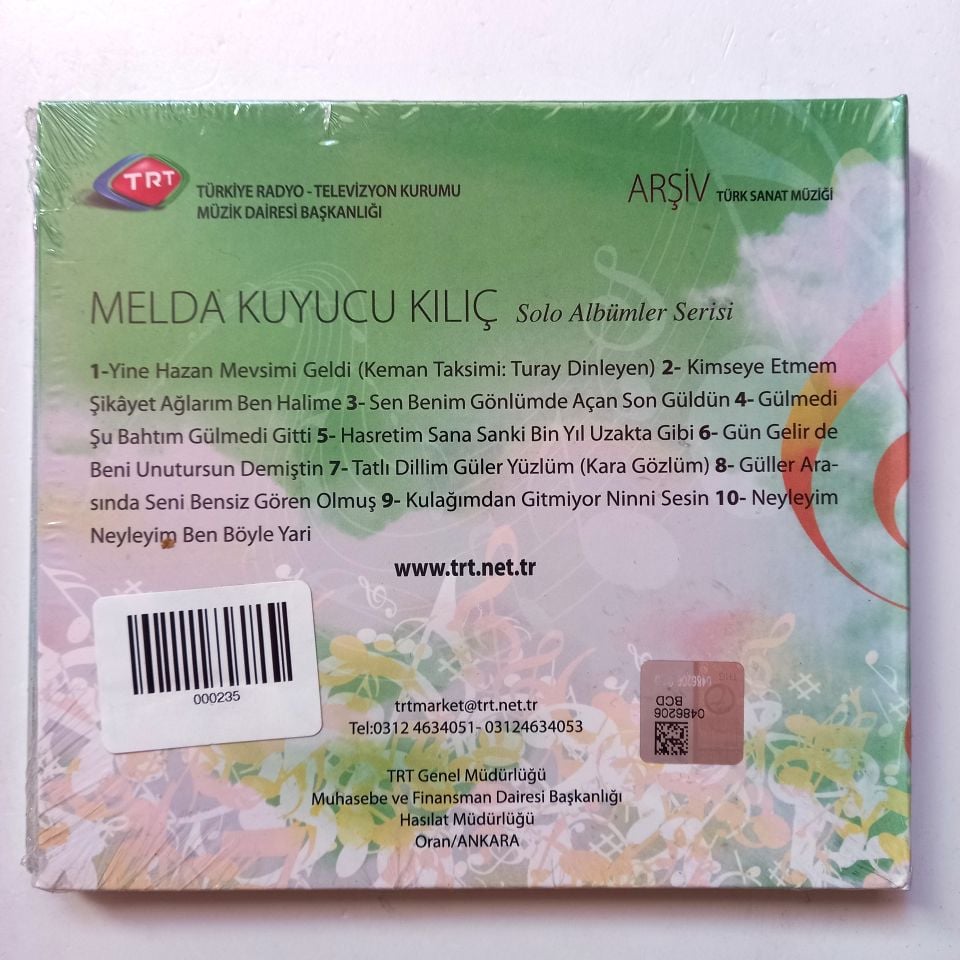 TRT
TÜRKİYE RADYO - TELEVİZYON KURUMU
MÜZİK DAİRESİ BAŞKANLIĞI
ARŞİV TÜRK SANAT MÜZİĞİ
MELDA KUYUCU KILIÇ Solo Albümler Serisi
1-Yine Hazan Mevsimi Geldi (Keman Taksimi: Turay Dinleyen) 2- Kimseye Etmem
Şikâyet Ağlarım Ben Halime 3- Sen Benim Gönlümde Açan Son Güldün 4- Gülmedi
Şu Bahtım Gülmedi Gitti 5- Hasretim Sana Sanki Bin Yıl Uzakta Gibi 6- Gün Gelir de
Beni Unutursun Demiştin 7- Tatlı Dillim Güler Yüzlüm (Kara Gözlüm) 8- Güller Ara-
sında Seni Bensiz Gören Olmuş 9- Kulağımdan Gitmiyor Ninni Sesin 10- Neyleyim
Neyleyim Ben Böyle Yari
www.trt.net.tr
000235
trtmarket@trt.net.tr
Tel:0312 4634051- 03124634053
TRT Genel Müdürlüğü
Muhasebe ve Finansman Dairesi Başkanlığı
Hasılat Müdürlüğü
Oran/ANKARA
0486206
BCD